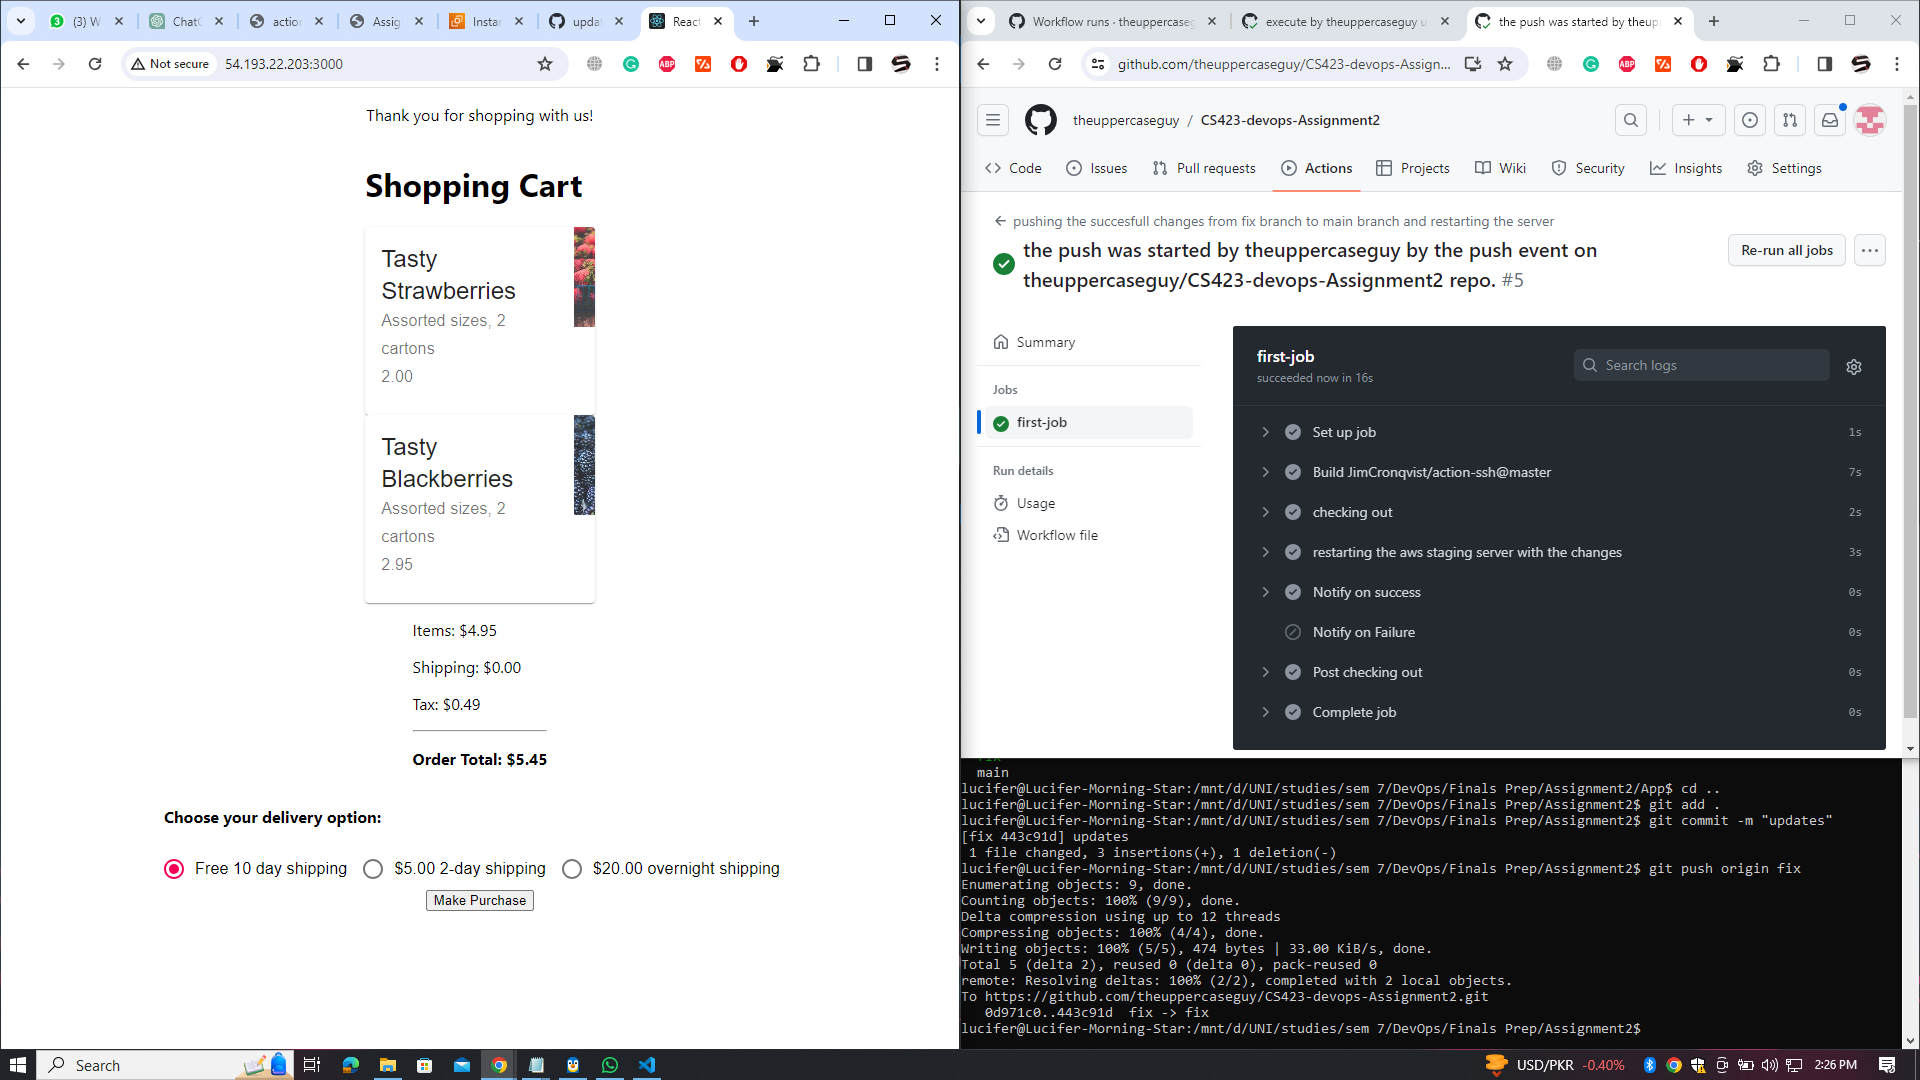 (3) W
ChatG
action
Assig
Instan
updat
React
Not secure
54.193.22.203:3000
Thank you for shopping with us!
Shopping Cart
Tasty
Strawberries
Assorted sizes, 2
cartons
2.00
Tasty
Blackberries
Assorted sizes, 2
cartons
2.95
Items: $4.95
Shipping: $0.00
Tax: $0.49
Order Total: $5.45
Choose your delivery option:
Free 10 day shipping
$5.00 2-day shipping
$20.00 overnight shipping
Make Purchase
Workflow runs · theuppercaseg
execute by theuppercaseguy u
the push was started by theupp
github.com/theuppercaseguy/CS423-devops-Assign...
theuppercaseguy / CS423-devops-Assignment2
Code
Issues
Pull requests
Actions
Projects
Wiki
Security
Insights
Settings
pushing the succesfull changes from fix branch to main branch and restarting the server
the push was started by theuppercaseguy by the push event on
theuppercaseguy/CS423-devops-Assignment2 repo. #5
Re-run all jobs
Summary
Jobs
first-job
Run details
Usage
Workflow file
first-job
succeeded now in 16s
Search logs
Set up job 1s
Build JimCronqvist/action-ssh@master 7s
checking out 2s
restarting the aws staging server with the changes 3s
Notify on success 0s
Notify on Failure 0s
Post checking out 0s
Complete job 0s
fix
main
lucifer@Lucifer-Morning-Star:/mnt/d/UNI/studies/sem 7/DevOps/Finals Prep/Assignment2/App$ cd ..
lucifer@Lucifer-Morning-Star:/mnt/d/UNI/studies/sem 7/DevOps/Finals Prep/Assignment2$ git add .
lucifer@Lucifer-Morning-Star:/mnt/d/UNI/studies/sem 7/DevOps/Finals Prep/Assignment2$ git commit -m "updates"
[fix 443c91d] updates
1 file changed, 3 insertions(+), 1 deletion(-)
lucifer@Lucifer-Morning-Star:/mnt/d/UNI/studies/sem 7/DevOps/Finals Prep/Assignment2$ git push origin fix
Enumerating objects: 9, done.
Counting objects: 100% (9/9), done.
Delta compression using up to 12 threads
Compressing objects: 100% (4/4), done.
Writing objects: 100% (5/5), 474 bytes | 33.00 KiB/s, done.
Total 5 (delta 2), reused 0 (delta 0), pack-reused 0
remote: Resolving deltas: 100% (2/2), completed with 2 local objects.
To https://github.com/theuppercaseguy/CS423-devops-Assignment2.git
0d971c0..443c91d  fix -> fix
lucifer@Lucifer-Morning-Star:/mnt/d/UNI/studies/sem 7/DevOps/Finals Prep/Assignment2$
Search
USD/PKR -0.40%
2:26 PM